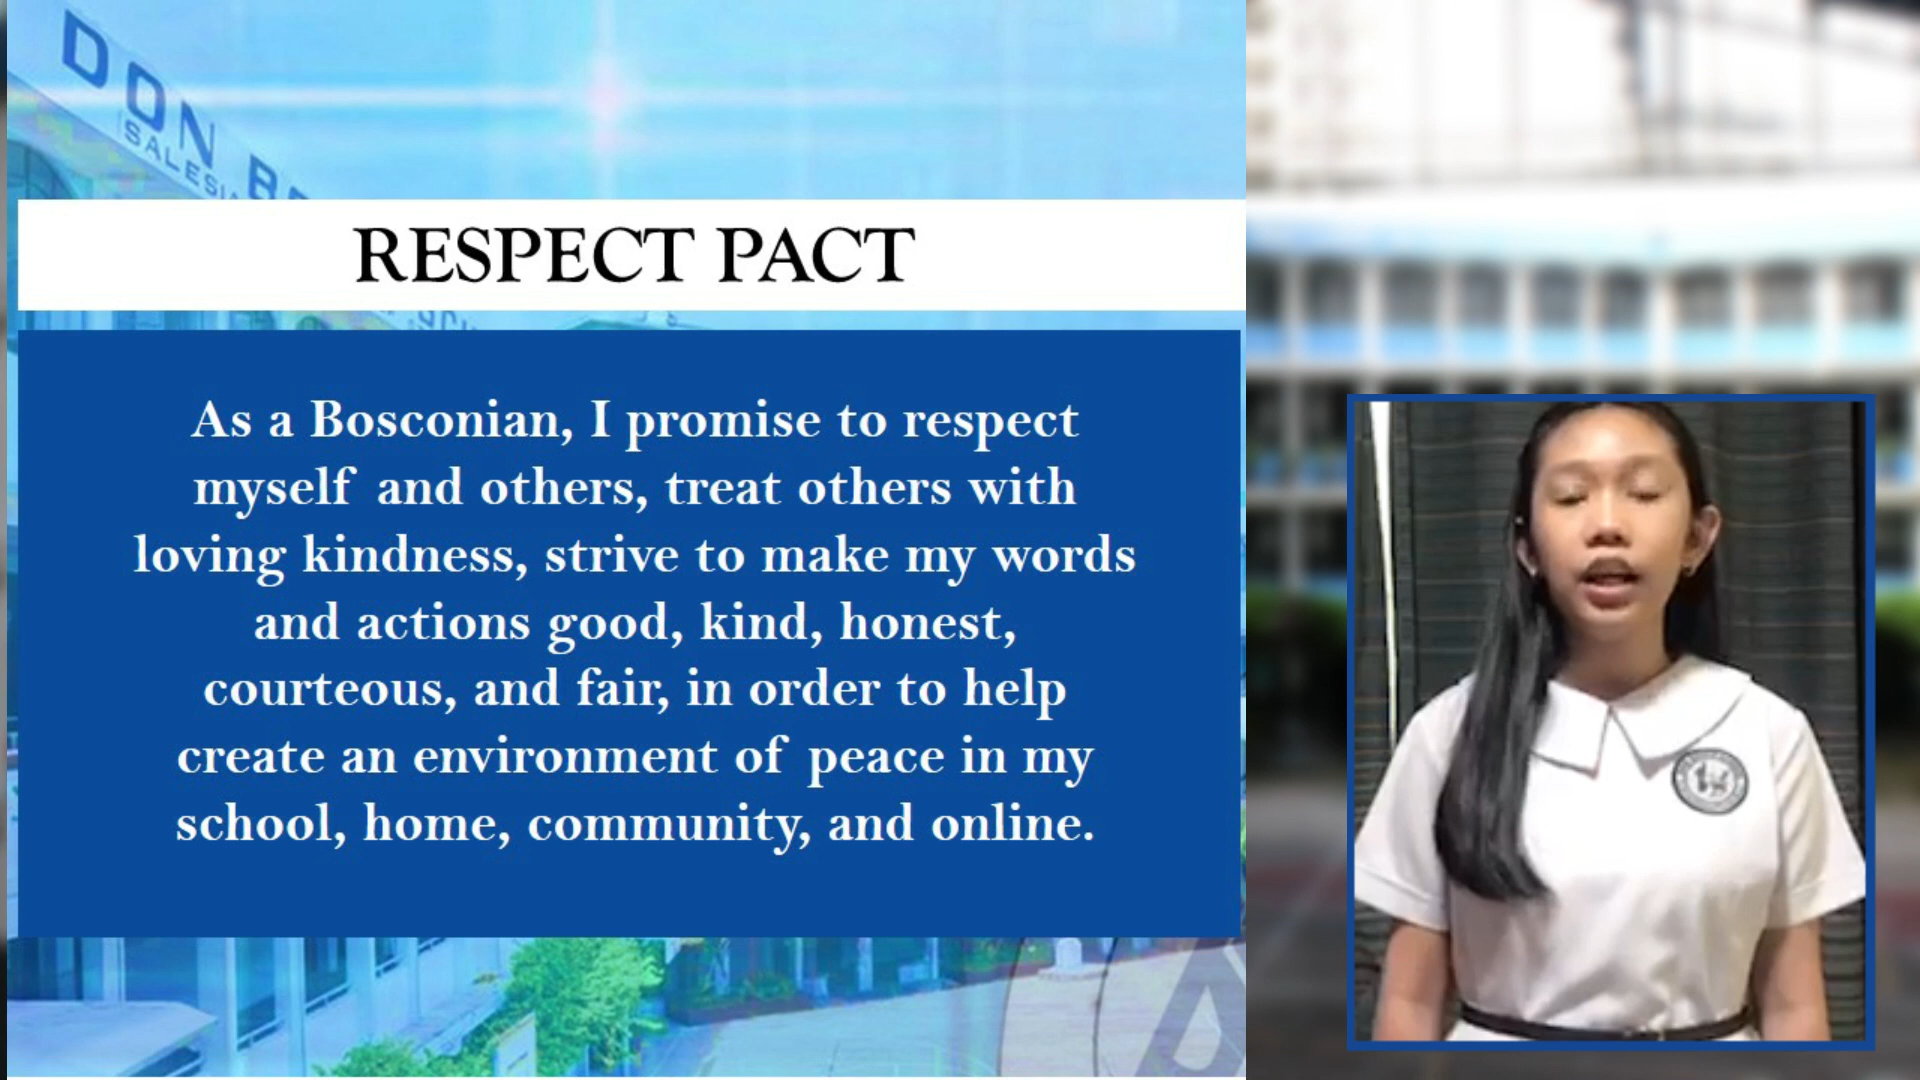 DON
RESPECT PACT
As a Bosconian, I promise to respect
myself and others, treat others with
loving kindness, strive to make my words
and actions good, kind, honest,
courteous, and fair, in order to help
create an environment of peace in my
school, home, community, and online.